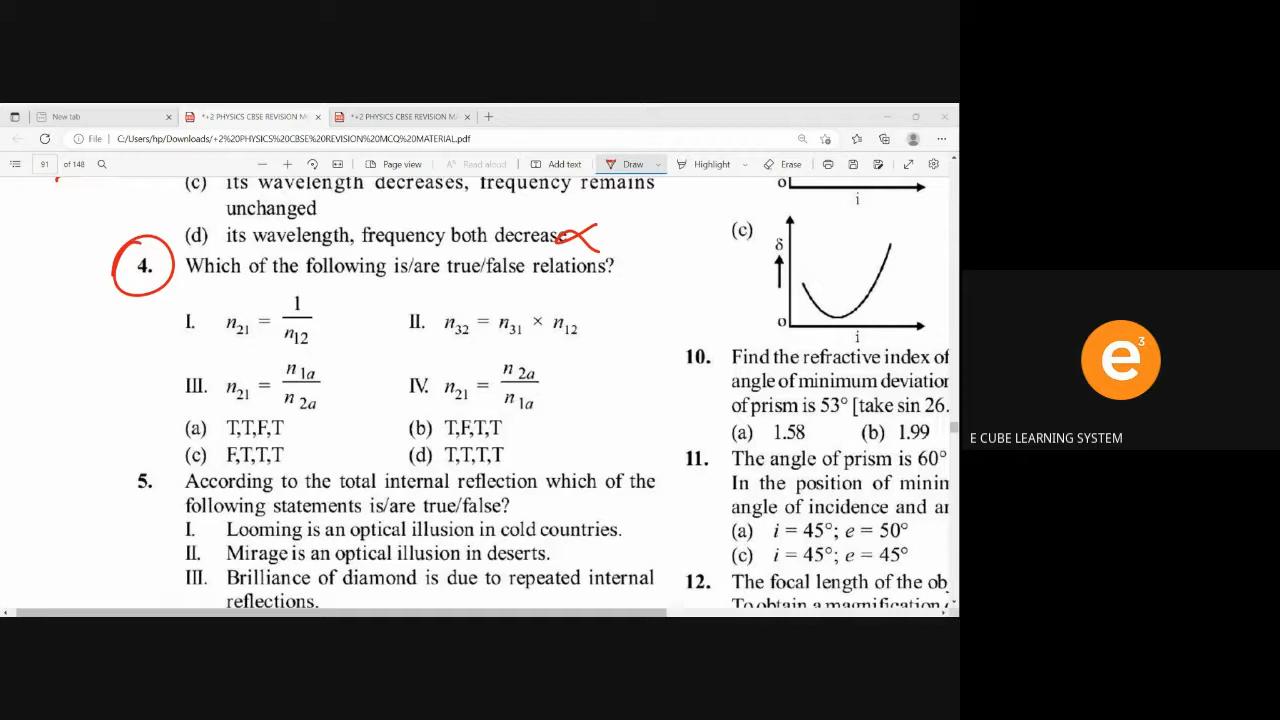 New tab
*+2 PHYSICS CBSE REVISION M
*+2 PHYSICS CBSE REVISION M
File
C:/Users/hp/Downloads/+2%20PHYSICS%20CBSE%20REVISION%20MCQ%20MATERIAL.pdf
91 of 148
Page view
Read aloud
Add text
Draw
Highlight
Erase
(c) its wavelength decreases, frequency remains
unchanged
(d) its wavelength, frequency both decrease
4. Which of the following is/are true/false relations?
I. n21 = 1/n12
II. n32 = n31 × n12
III. n21 = n1a/n2a
IV. n21 = n2a/n1a
(a) T,T,F,T (b) T,F,T,T
(c) F,T,T,T (d) T,T,T,T
5. According to the total internal reflection which of the
following statements is/are true/false?
I. Looming is an optical illusion in cold countries.
II. Mirage is an optical illusion in deserts.
III. Brilliance of diamond is due to repeated internal
reflections.
o
i
(c)
δ
o
i
10. Find the refractive index of
angle of minimum deviation
of prism is 53° [take sin 26.
(a) 1.58 (b) 1.99
11. The angle of prism is 60°
In the position of minim
angle of incidence and an
(a) i = 45°; e = 50°
(c) i = 45°; e = 45°
12. The focal length of the ob
To obtain a magnification
e3
E CUBE LEARNING SYSTEM